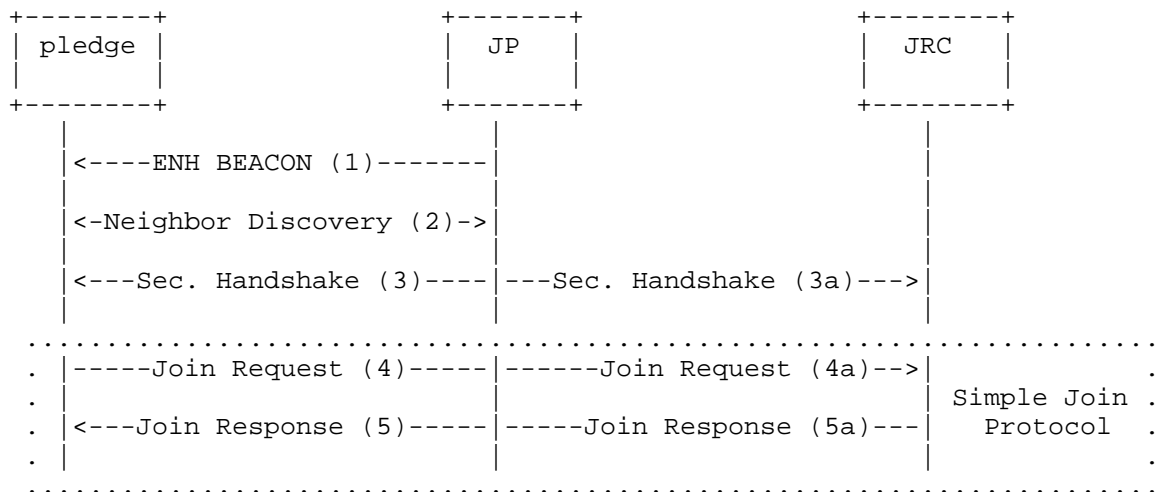 pledge JP JRC
<----ENH BEACON (1)-------
<-Neighbor Discovery (2)->
<---Sec. Handshake (3)----|---Sec. Handshake (3a)--->
-----Join Request (4)-----|------Join Request (4a)-->
Simple Join
<---Join Response (5)-----|-----Join Response (5a)--- Protocol